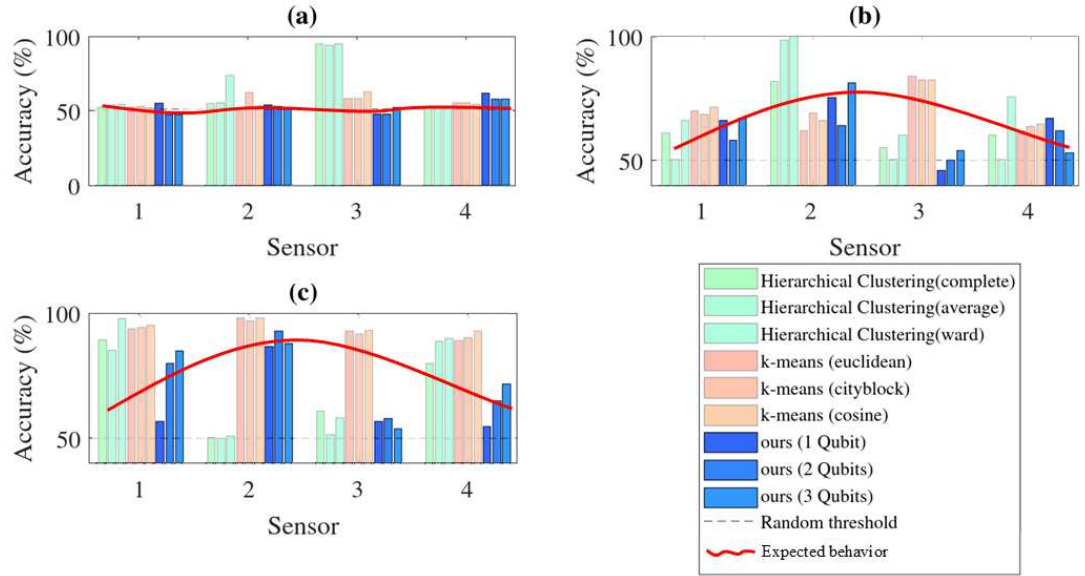 (a)
100
50
0
Accuracy (%)
1 2 3 4
Sensor
(b)
100
50
Accuracy (%)
1 2 3 4
Sensor
(c)
100
50
Accuracy (%)
1 2 3 4
Sensor
Hierarchical Clustering(complete)
Hierarchical Clustering(average)
Hierarchical Clustering(ward)
k-means (euclidean)
k-means (cityblock)
k-means (cosine)
ours (1 Qubit)
ours (2 Qubits)
ours (3 Qubits)
Random threshold
Expected behavior